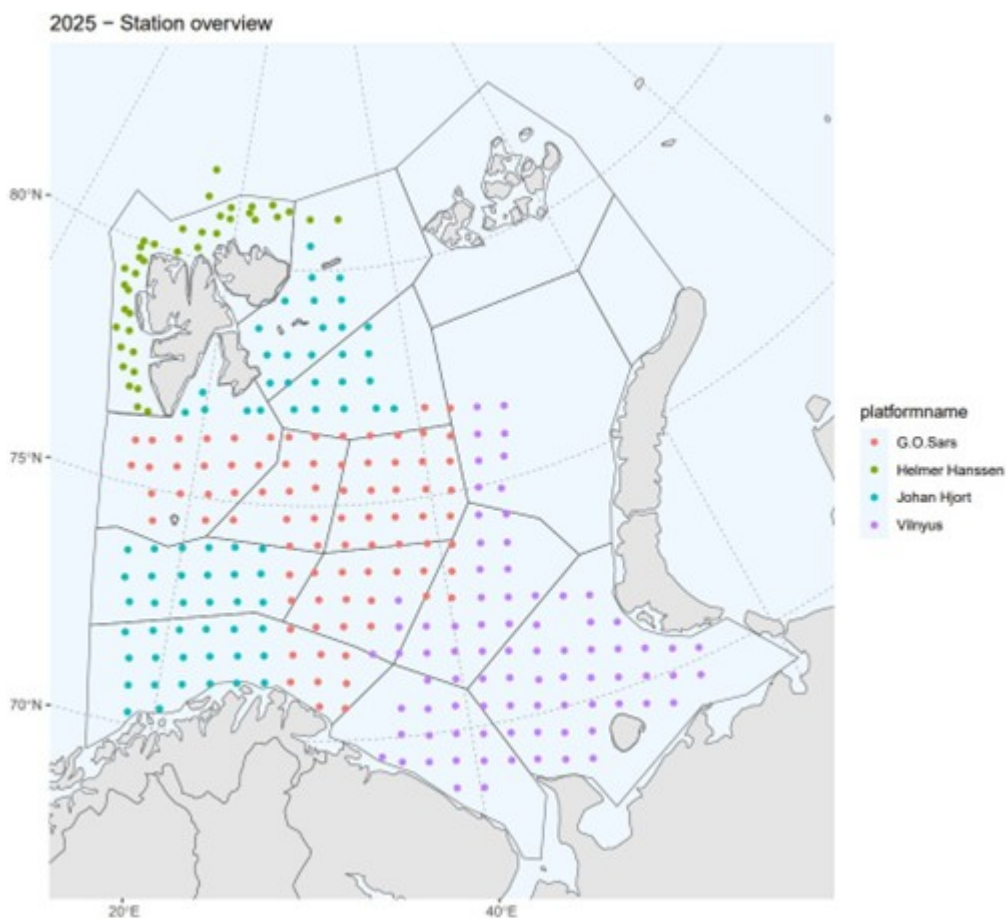 2025 − Station overview
80°N
75°N
70°N
20°E
40°E
platformname
G.O.Sars
Helmer Hanssen
Johan Hjort
Vilnyus